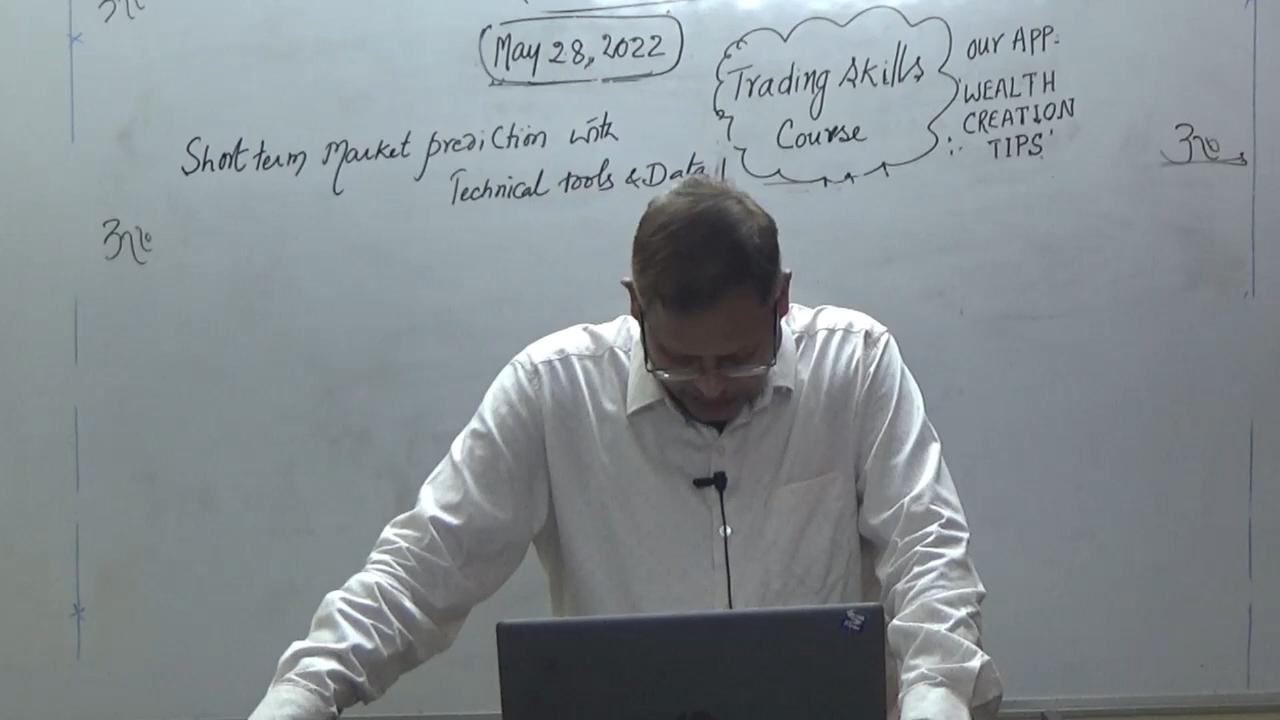 May 28, 2022
Short term Market prediction with
Technical tools & Data!
Trading Skills
Course
OUR APP:
'WEALTH
CREATION
TIPS'